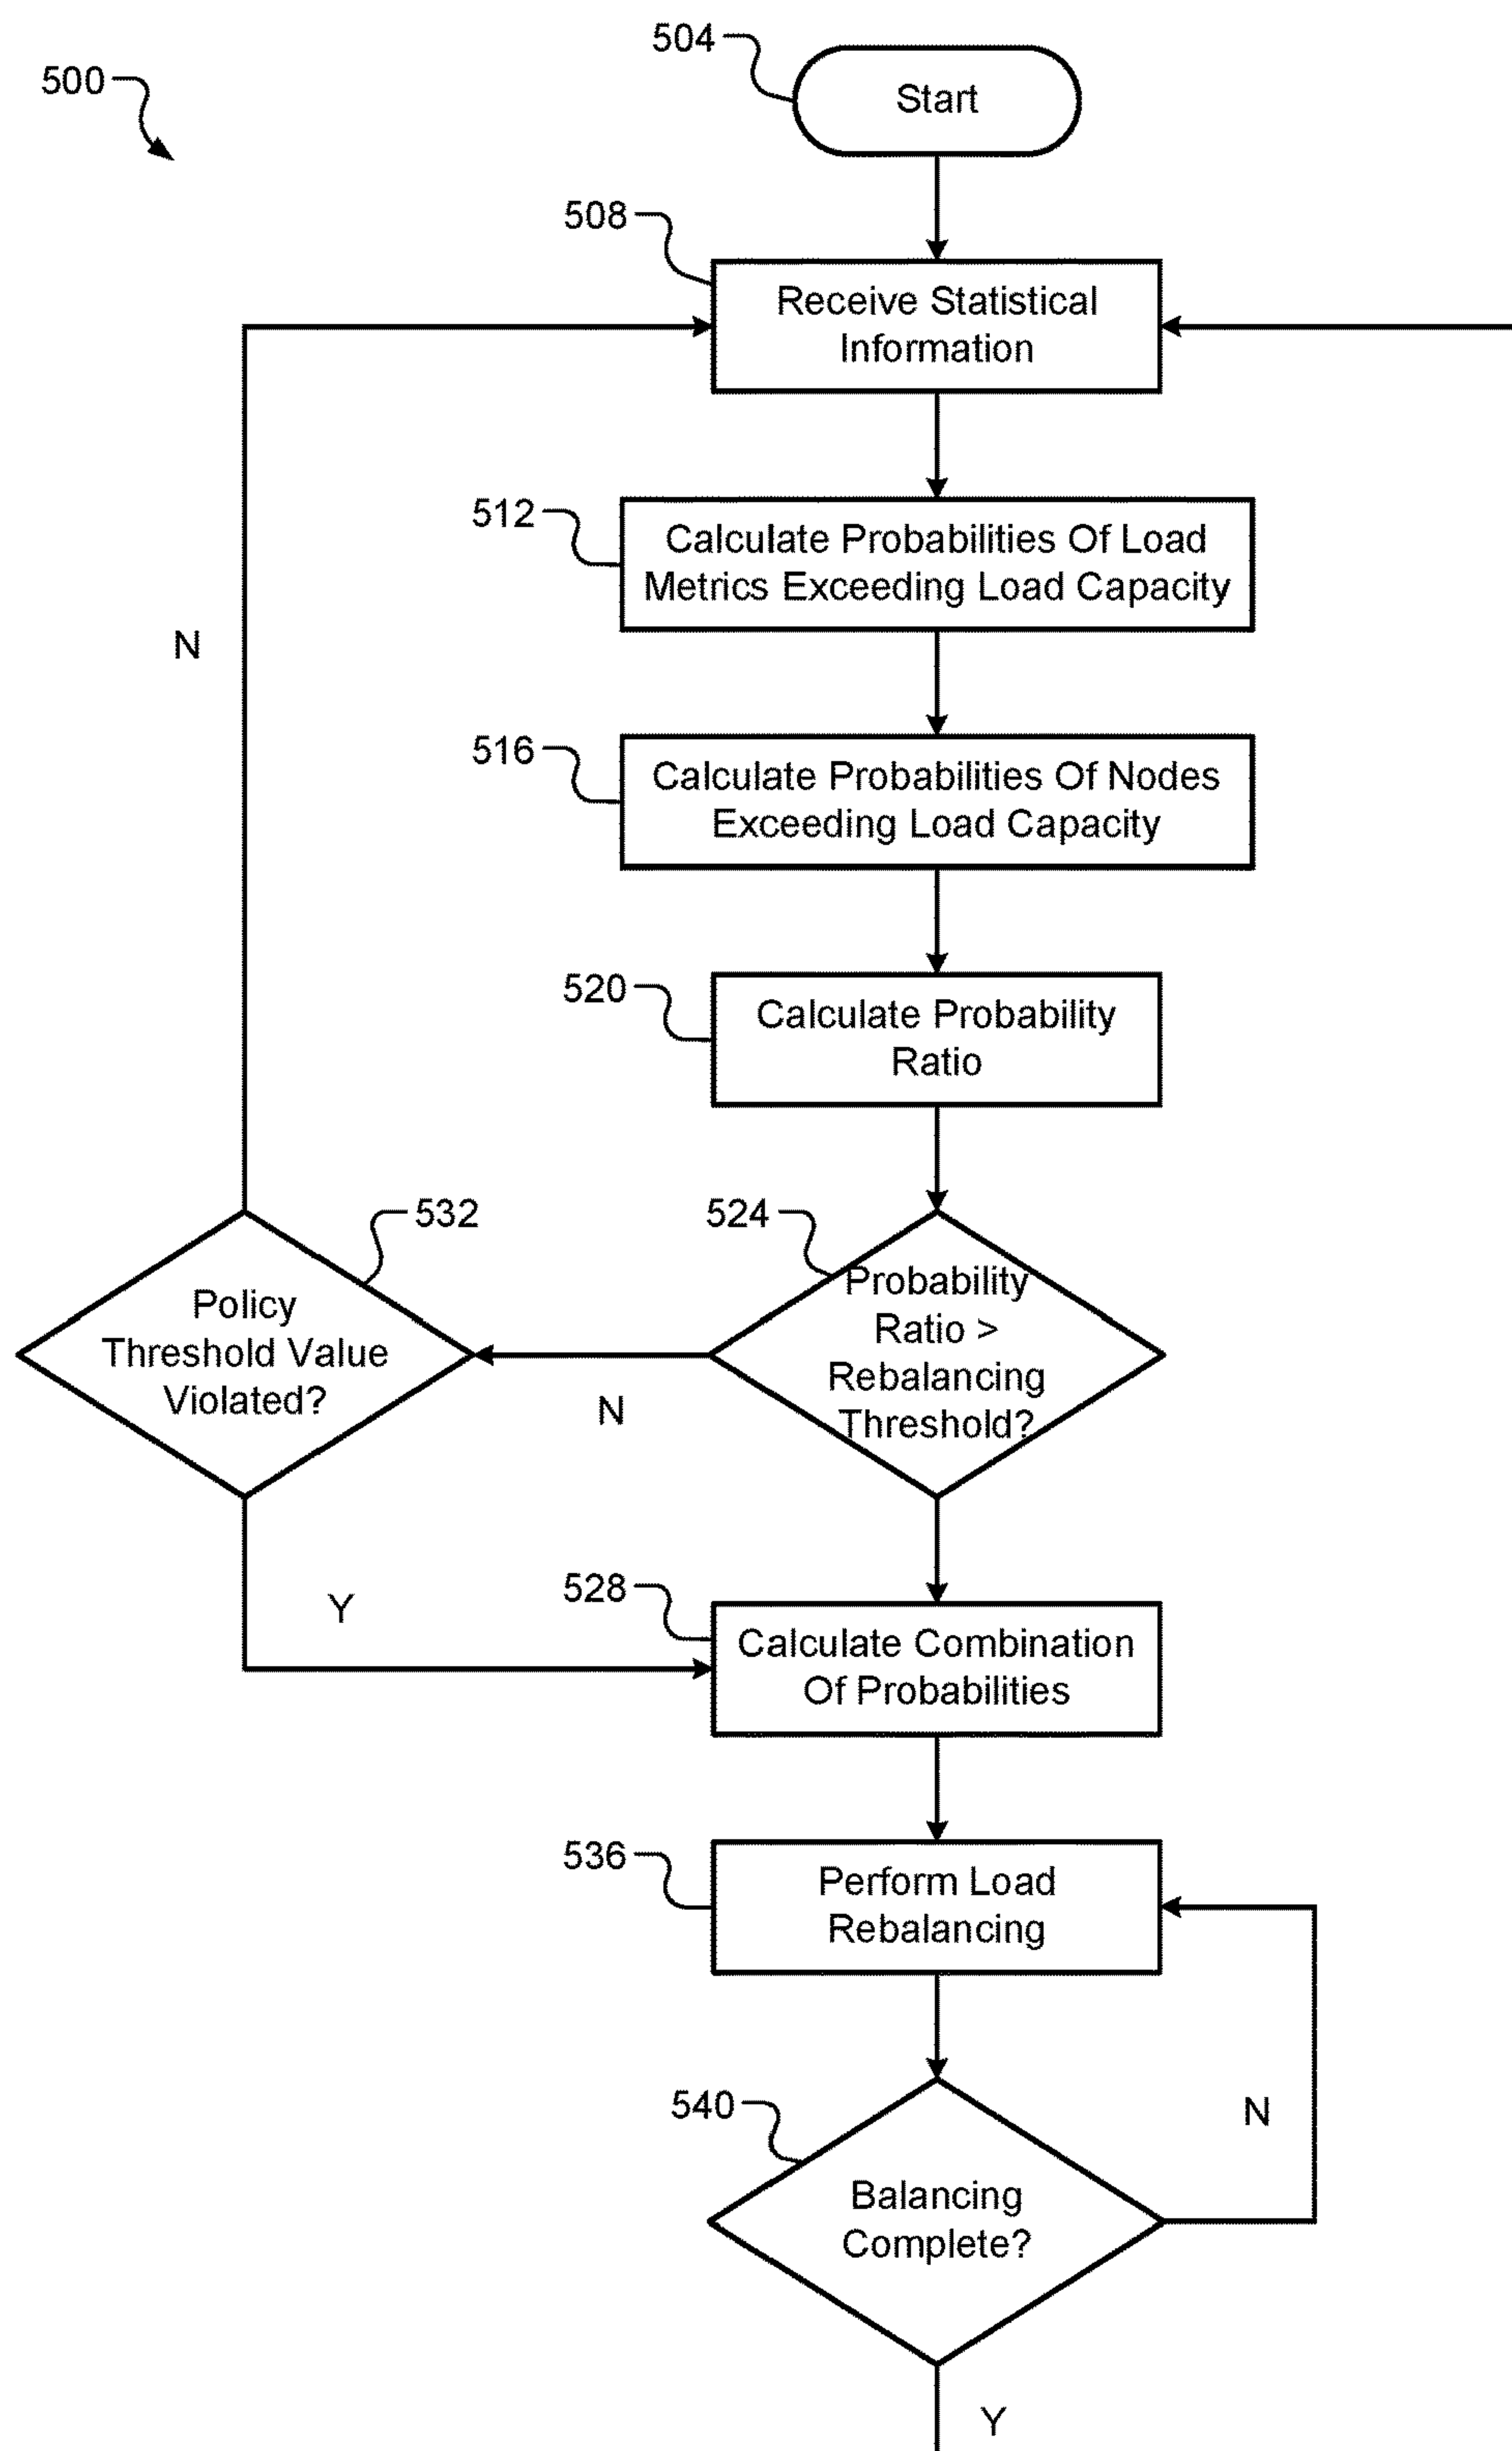 500
504
Start
508
Receive Statistical
Information
512
Calculate Probabilities Of Load
Metrics Exceeding Load Capacity
N
516
Calculate Probabilities Of Nodes
Exceeding Load Capacity
520
Calculate Probability
Ratio
532
Policy
Threshold Value
Violated?
524
Probability
Ratio >
Rebalancing
Threshold?
N
Y
528
Calculate Combination
Of Probabilities
536
Perform Load
Rebalancing
540
Balancing
Complete?
N
Y